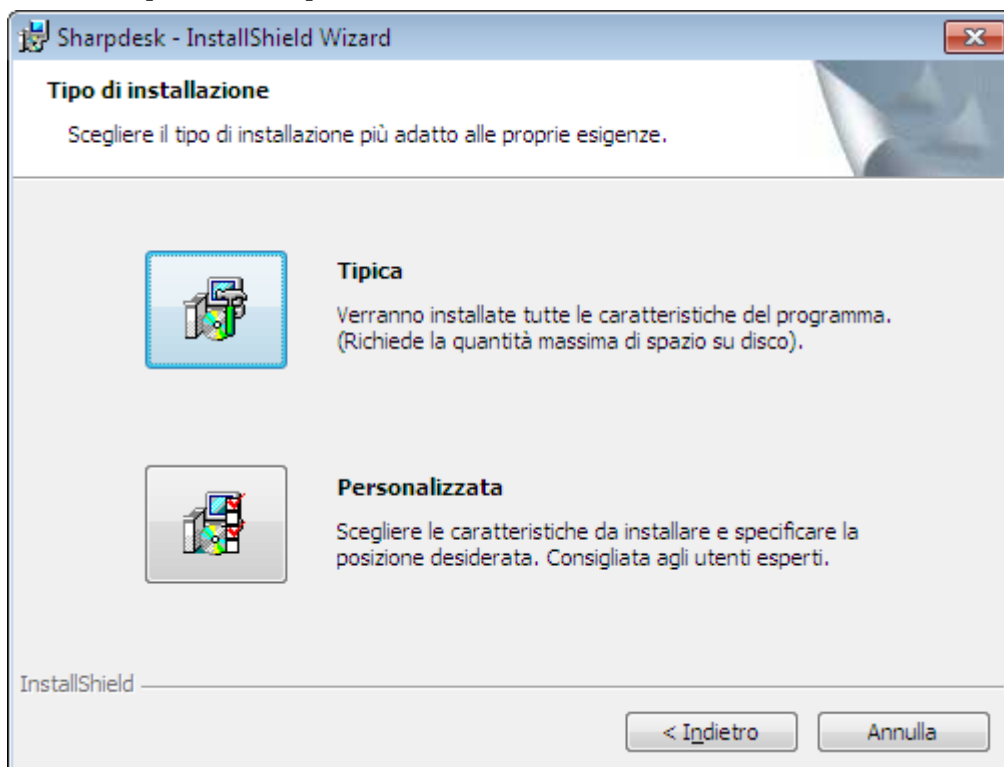 Sharpdesk - InstallShield Wizard
Tipo di installazione
Scegliere il tipo di installazione più adatto alle proprie esigenze.
Tipica
Verranno installate tutte le caratteristiche del programma.
(Richiede la quantità massima di spazio su disco).
Personalizzata
Scegliere le caratteristiche da installare e specificare la
posizione desiderata. Consigliata agli utenti esperti.
InstallShield
< Indietro
Annulla